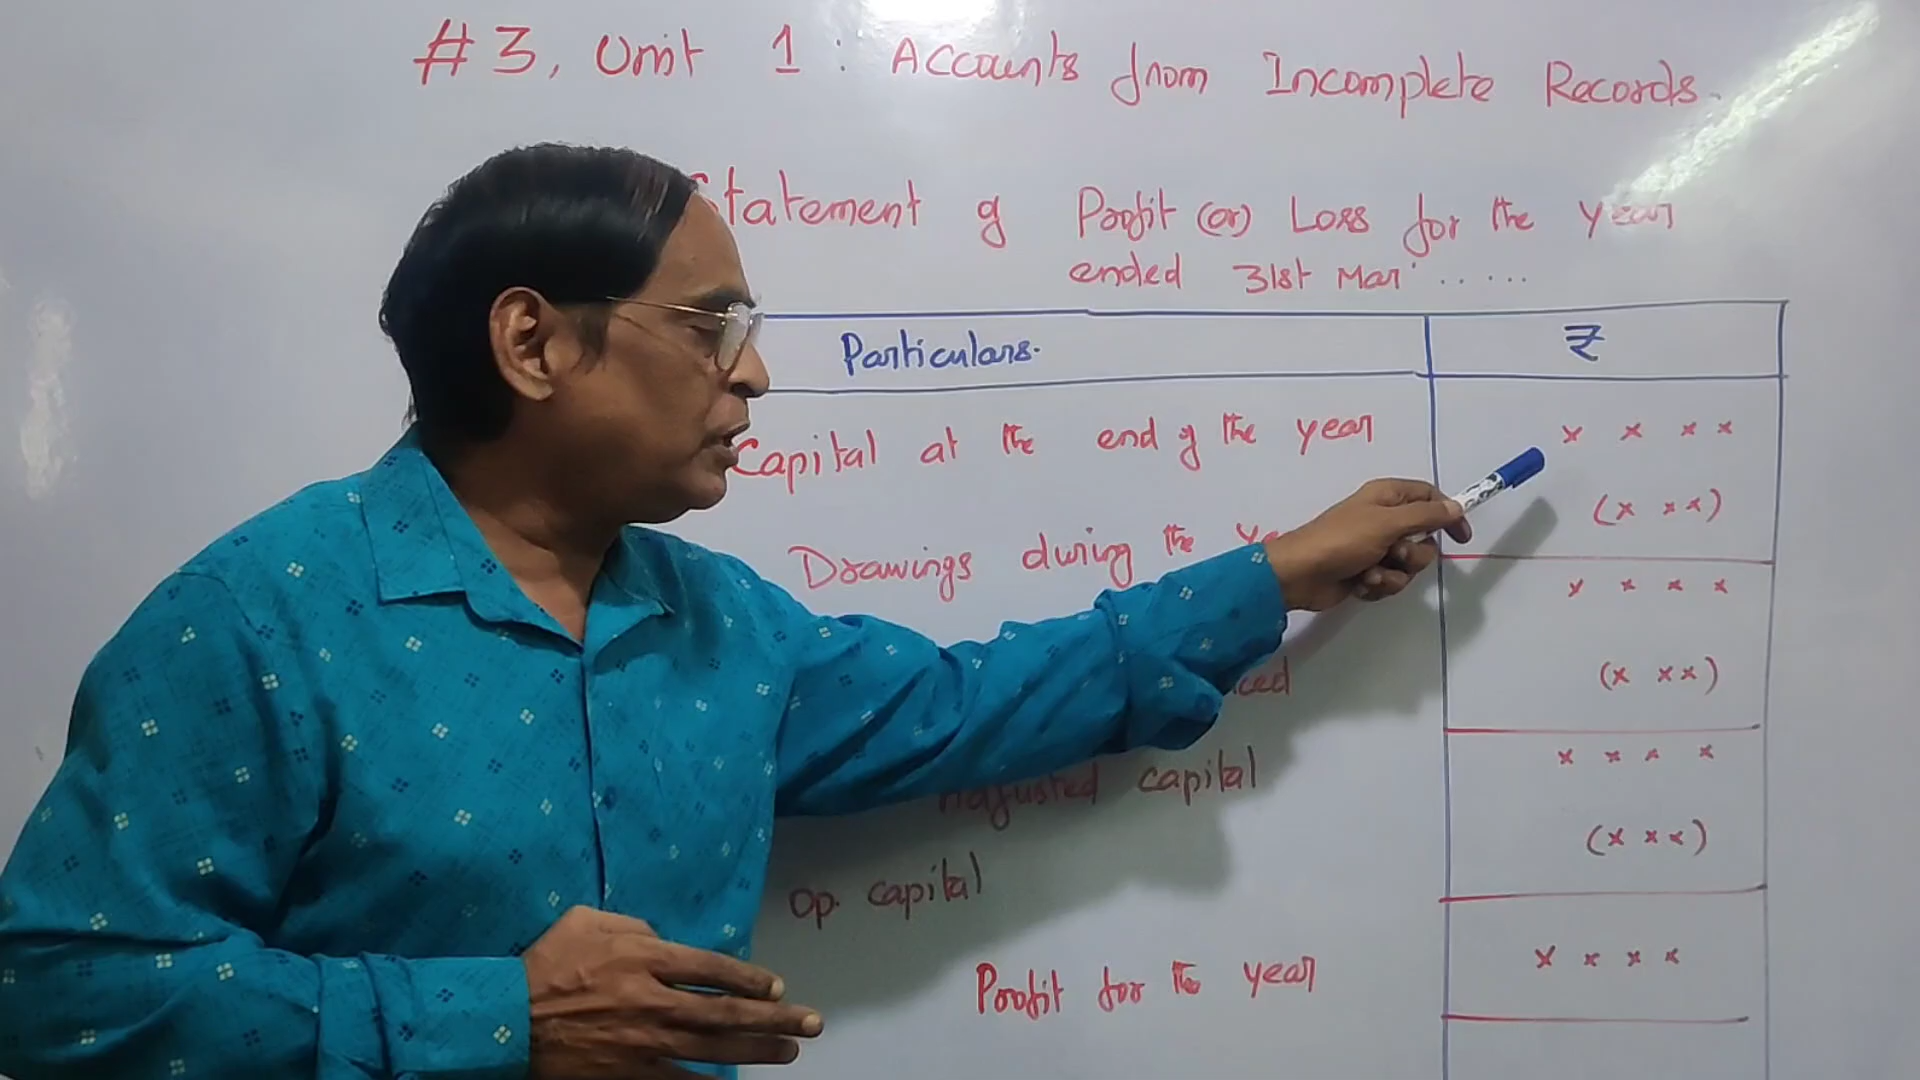 #3, Unit 1 : Accounts from Incomplete Records.
Statement of Profit (or) Loss for the year
ended 31st Mar ......
Particulars. ₹
Capital at the end of the year x x x x
Drawings during the (x x x)
x x x x
(x x x)
Adjusted capital x x x x
Op. capital (x x x)
Profit for the year x x x x